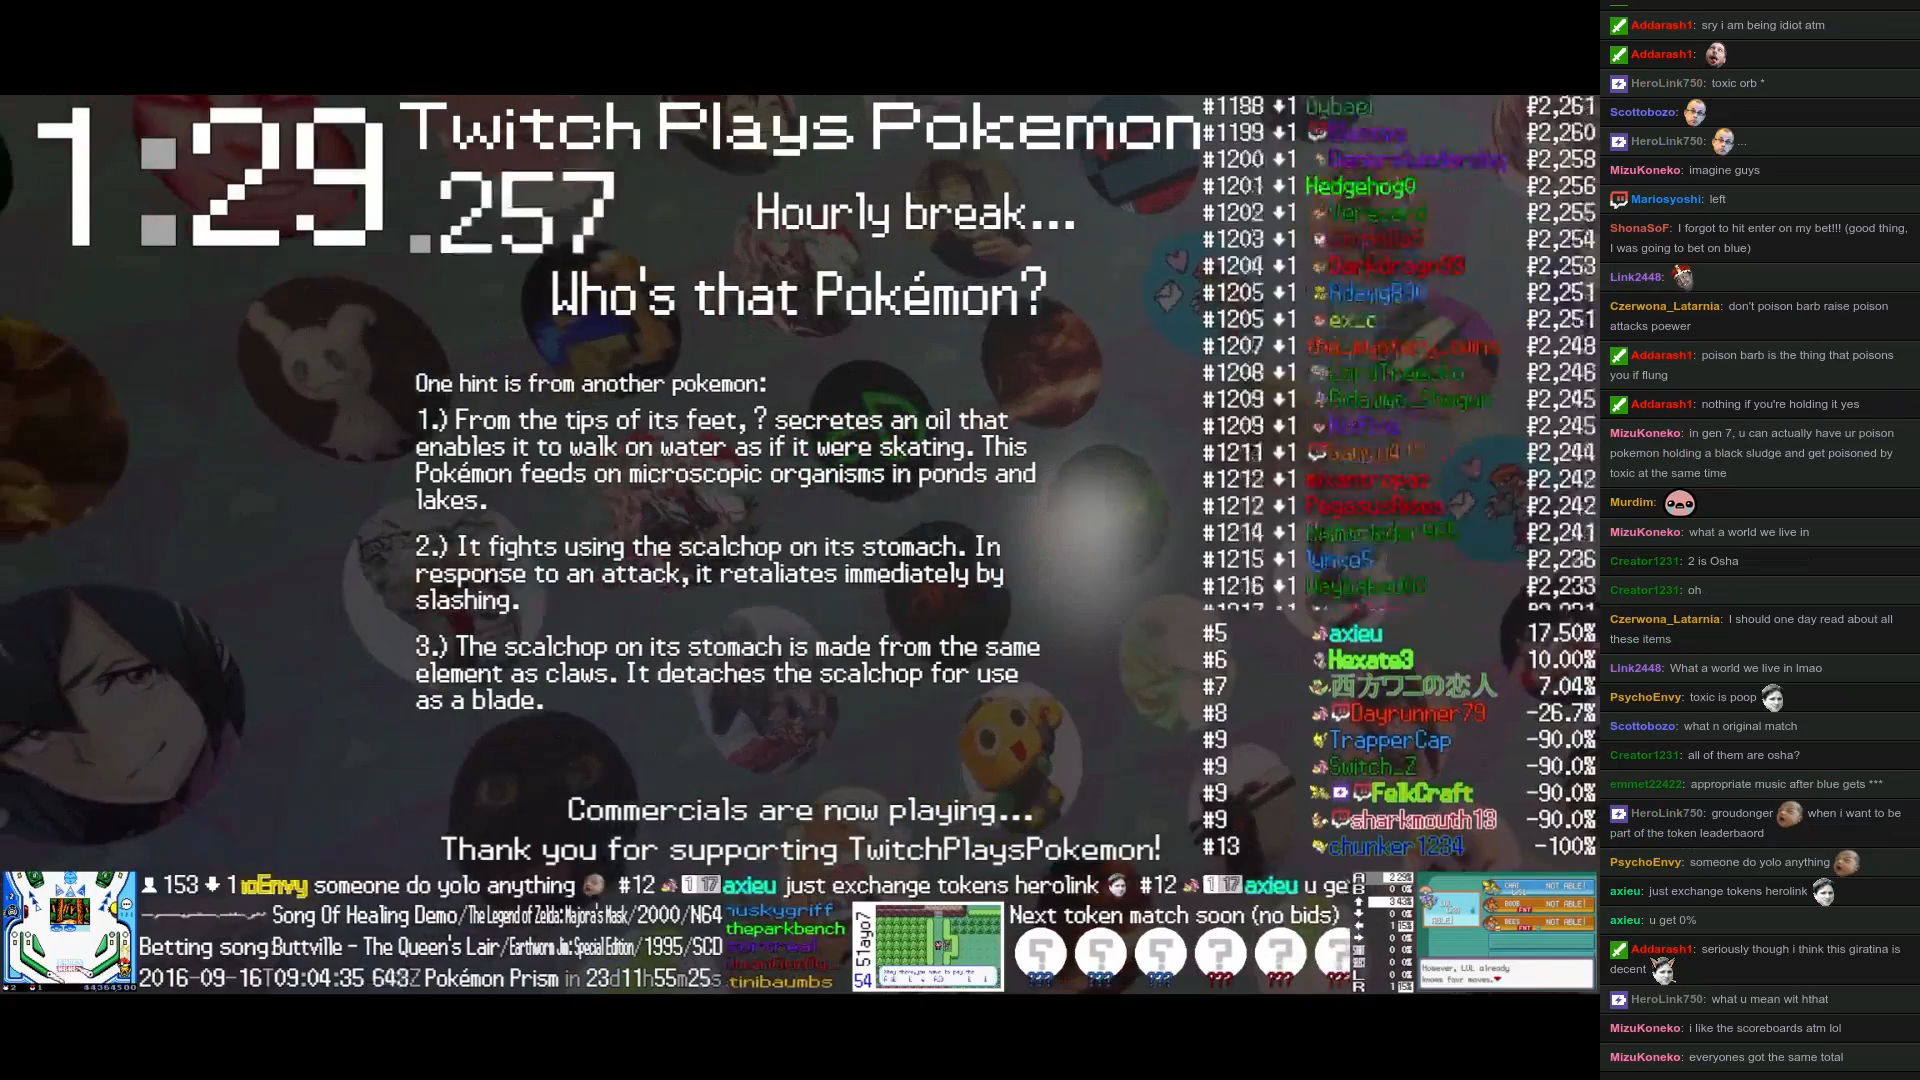 1:29.257
Twitch Plays Pokemon
Hourly break...
Who's that Pokémon?
One hint is from another pokemon:
1.) From the tips of its feet, ? secretes an oil that
enables it to walk on water as if it were skating. This
Pokémon feeds on microscopic organisms in ponds and
lakes.
2.) It fights using the scalchop on its stomach. In
response to an attack, it retaliates immediately by
slashing.
3.) The scalchop on its stomach is made from the same
element as claws. It detaches the scalchop for use
as a blade.
Commercials are now playing...
Thank you for supporting TwitchPlaysPokemon!
#1198 1 ₽2,261
#1199 1 ₽2,260
#1200 1 ₽2,258
#1201 1 Hedgehog9 ₽2,256
#1202 1 ₽2,255
#1203 1 ₽2,254
#1204 1 Darkdragn93 ₽2,253
#1205 1 ₽2,251
#1205 1 ex_c ₽2,251
#1207 1 ₽2,248
#1208 1 ₽2,246
#1209 1 ₽2,245
#1209 1 ₽2,245
#1211 1 ₽2,244
#1212 1 ₽2,242
#1212 1 ₽2,242
#1214 1 ₽2,241
#1215 1 ₽2,236
#1216 1 ₽2,233
#5 axieu 17.50%
#6 Hexate3 10.00%
#7 西方ワニの恋人 7.04%
#8 Dayrunner79 -26.7%
#9 TrapperCap -90.0%
#9 Switch_Z -90.0%
#9 FelkCraft -90.0%
#9 sharkmouth13 -90.0%
#13 chunker1234 -100%
153 1 someone do yolo anything #12 1 17 axieu just exchange tokens herolink #12 1 17 axieu u ge
Song Of Healing Demo/The Legend of Zelda: Majora's Mask/2000/N64
Betting song Buttville - The Queen's Lair/Earthworm Jim: Special Edition/1995/SCD
2016-09-16T09:04:35 Pokémon Prism in 23d11h55m25s
huskygriff
theparkbench
tinibaumbs
51layo7
54
Next token match soon (no bids)
However, LUL already
knows four moves.
Addarash1: sry i am being idiot atm
Addarash1:
HeroLink750: toxic orb *
Scottobozo:
HeroLink750: ...
MizuKoneko: imagine guys
Mariosyoshi: left
ShonaSoF: I forgot to hit enter on my bet!!! (good thing,
I was going to bet on blue)
Link2448:
Czerwona_Latarnia: don't poison barb raise poison
attacks poewer
Addarash1: poison barb is the thing that poisons
you if flung
Addarash1: nothing if you're holding it yes
MizuKoneko: in gen 7, u can actually have ur poison
pokemon holding a black sludge and get poisoned by
toxic at the same time
Murdim:
MizuKoneko: what a world we live in
Creator1231: 2 is Osha
Creator1231: oh
Czerwona_Latarnia: I should one day read about all
these items
Link2448: What a world we live in lmao
PsychoEnvy: toxic is poop
Scottobozo: what n original match
Creator1231: all of them are osha?
emmet22422: appropriate music after blue gets ***
HeroLink750: groudonger when i want to be
part of the token leaderbaord
PsychoEnvy: someone do yolo anything
axieu: just exchange tokens herolink
axieu: u get 0%
Addarash1: seriously though i think this giratina is
decent
HeroLink750: what u mean wit hthat
MizuKoneko: i like the scoreboards atm lol
MizuKoneko: everyones got the same total